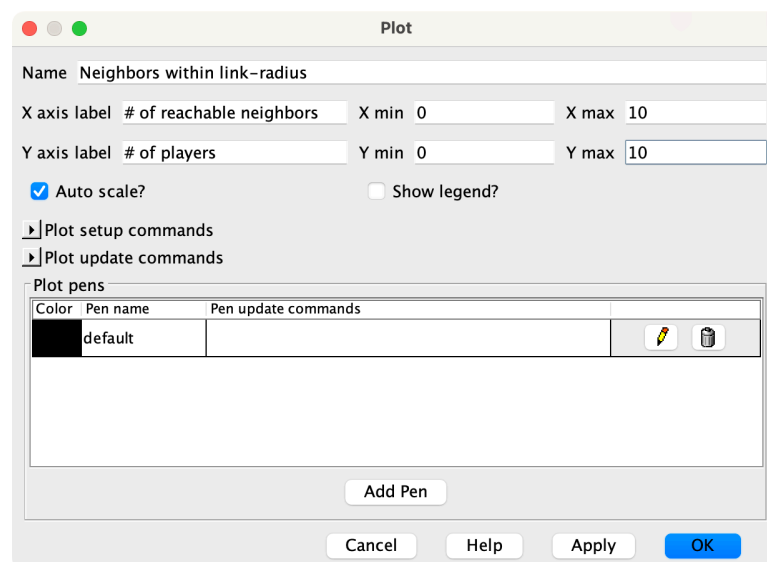 Plot
Name Neighbors within link-radius
X axis label # of reachable neighbors X min 0 X max 10
Y axis label # of players Y min 0 Y max 10
Auto scale? Show legend?
Plot setup commands
Plot update commands
Plot pens
Color Pen name Pen update commands
default
Add Pen
Cancel Help Apply OK